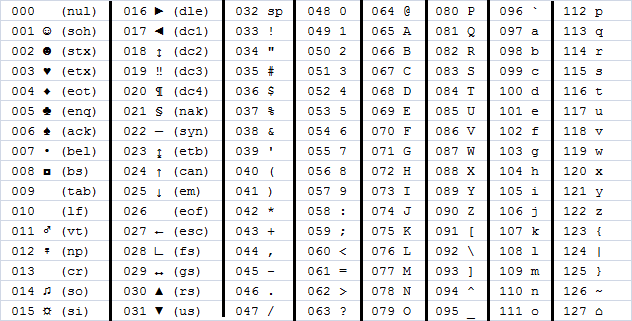 000   (nul) 016 ► (dle) 032 sp 048 0 064 @ 080 P 096 ` 112 p
001 ☺ (soh) 017 ◄ (dc1) 033 ! 049 1 065 A 081 Q 097 a 113 q
002 ☻ (stx) 018 ↕ (dc2) 034 " 050 2 066 B 082 R 098 b 114 r
003 ♥ (etx) 019 ‼ (dc3) 035 # 051 3 067 C 083 S 099 c 115 s
004 ♦ (eot) 020 ¶ (dc4) 036 $ 052 4 068 D 084 T 100 d 116 t
005 ♣ (enq) 021 § (nak) 037 % 053 5 069 E 085 U 101 e 117 u
006 ♠ (ack) 022 ─ (syn) 038 & 054 6 070 F 086 V 102 f 118 v
007 • (bel) 023 ↨ (etb) 039 ' 055 7 071 G 087 W 103 g 119 w
008 ◘ (bs) 024 ↑ (can) 040 ( 056 8 072 H 088 X 104 h 120 x
009   (tab) 025 ↓ (em) 041 ) 057 9 073 I 089 Y 105 i 121 y
010   (lf) 026   (eof) 042 * 058 : 074 J 090 Z 106 j 122 z
011 ♂ (vt) 027 ← (esc) 043 + 059 ; 075 K 091 [ 107 k 123 {
012 ♀ (np) 028 ∟ (fs) 044 , 060 < 076 L 092 \ 108 l 124 |
013   (cr) 029 ↔ (gs) 045 - 061 = 077 M 093 ] 109 m 125 }
014 ♫ (so) 030 ▲ (rs) 046 . 062 > 078 N 094 ^ 110 n 126 ~
015 ☼ (si) 031 ▼ (us) 047 / 063 ? 079 O 095 _ 111 o 127 ⌂